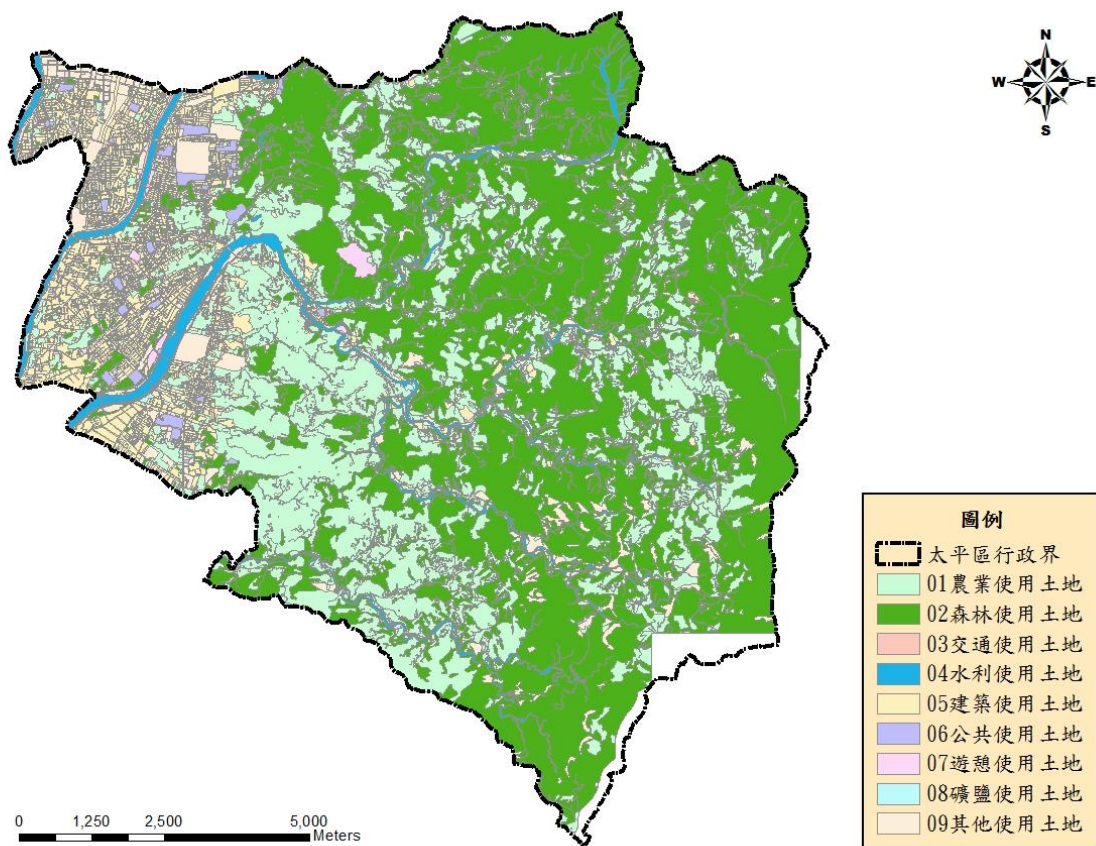 N
W E
S
圖例
太平區行政界
01農業使用土地
02森林使用土地
03交通使用土地
04水利使用土地
05建築使用土地
06公共使用土地
07遊憩使用土地
08礦鹽使用土地
09其他使用土地
0 1,250 2,500 5,000
Meters